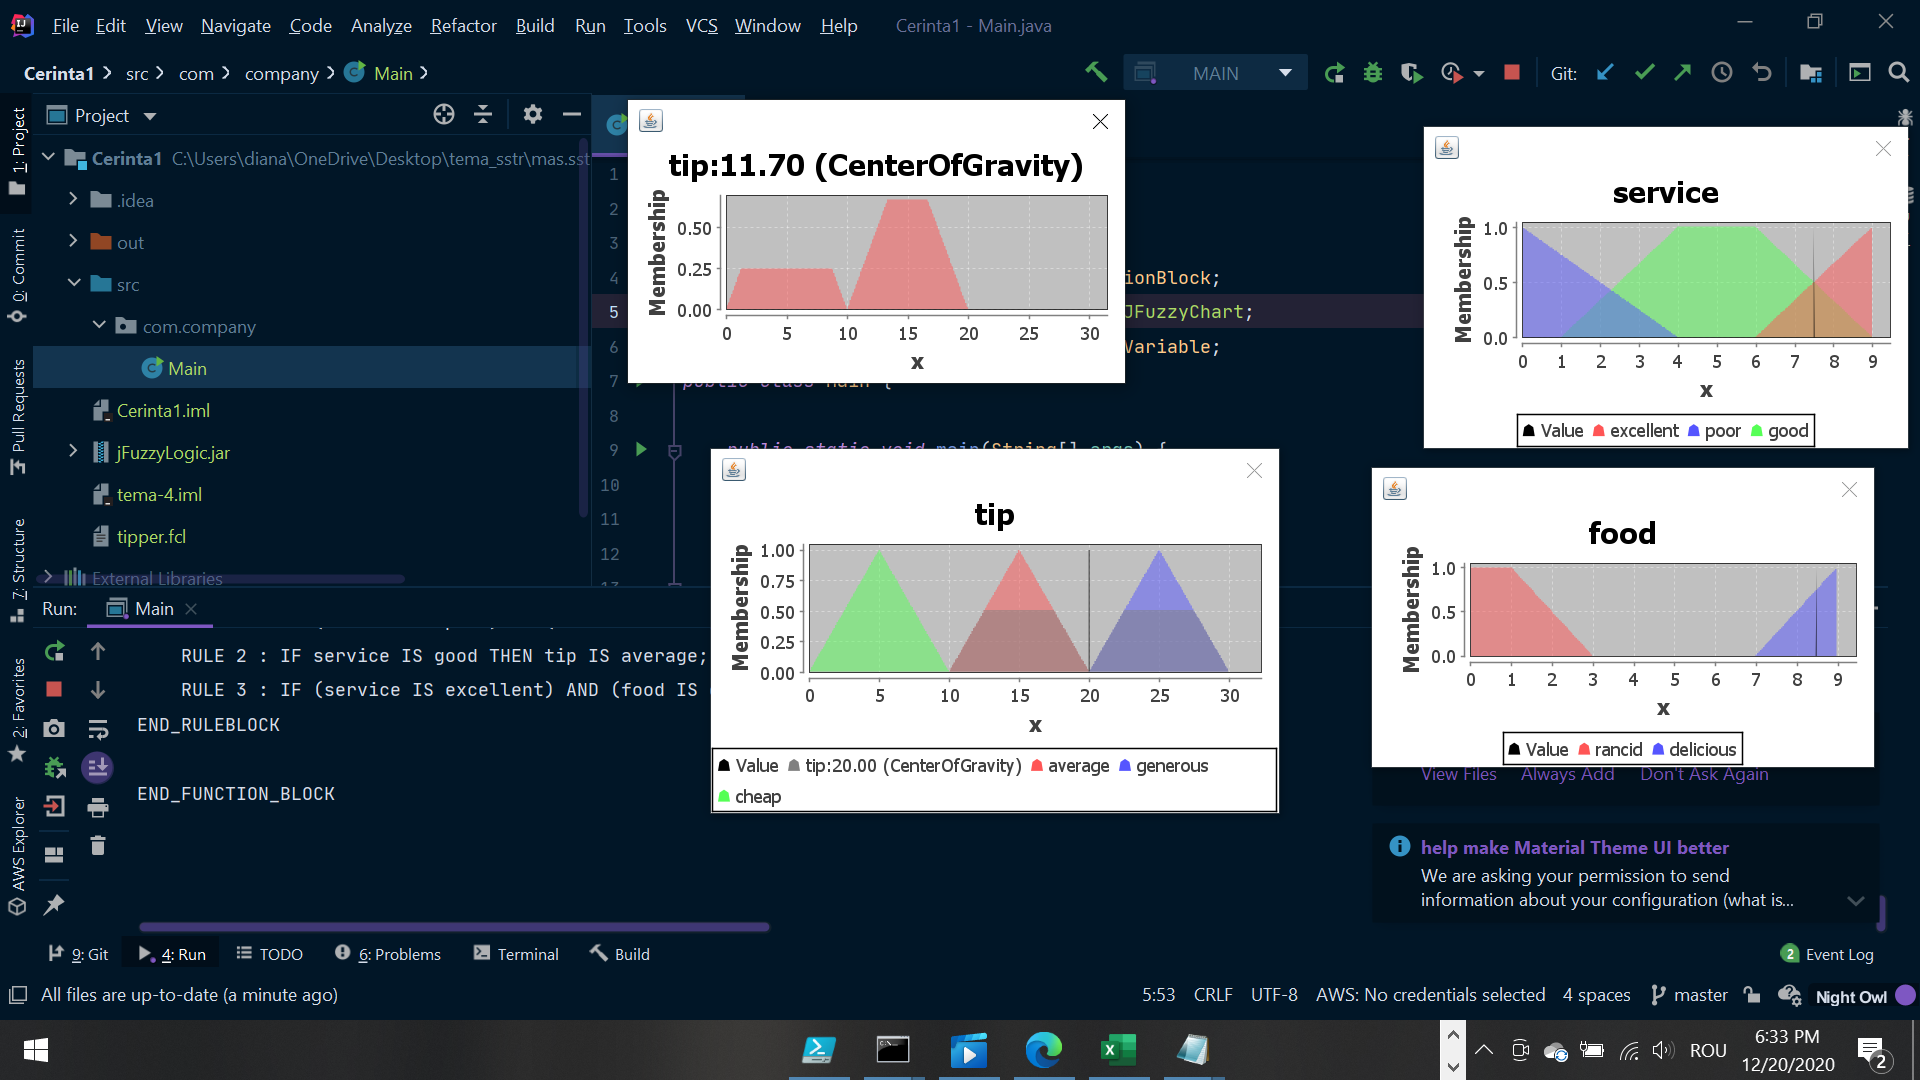 File Edit View Navigate Code Analyze Refactor Build Run Tools VCS Window Help Cerinta1 - Main.java
Cerinta1 src com company Main
MAIN
Git:
1: Project
0: Commit
Pull Requests
7: Structure
2: Favorites
AWS Explorer
Project
Cerinta1 C:\Users\diana\OneDrive\Desktop\tema_sstr\mas.sst
.idea
out
src
com.company
Main
Cerinta1.iml
jFuzzyLogic.jar
tema-4.iml
tipper.fcl
External Libraries
1
2
3
4 ionBlock;
5 JFuzzyChart;
6 Variable;
7 public class Main {
8
9 public static void main(String[] args) {
10
11
12
13
tip:11.70 (CenterOfGravity)
Membership
0.50
0.25
0.00
0 5 10 15 20 25 30
x
service
Membership
1.0
0.5
0.0
0 1 2 3 4 5 6 7 8 9
x
Value excellent poor good
tip
Membership
1.00
0.75
0.50
0.25
0.00
0 5 10 15 20 25 30
x
Value tip:20.00 (CenterOfGravity) average generous
cheap
food
Membership
1.0
0.5
0.0
0 1 2 3 4 5 6 7 8 9
x
Value rancid delicious
Run: Main
RULE 2 : IF service IS good THEN tip IS average;
RULE 3 : IF (service IS excellent) AND (food IS
END_RULEBLOCK
END_FUNCTION_BLOCK
View Files Always Add Don't Ask Again
help make Material Theme UI better
We are asking your permission to send
information about your configuration (what is...
9: Git 4: Run TODO 6: Problems Terminal Build
2 Event Log
All files are up-to-date (a minute ago)
5:53 CRLF UTF-8 AWS: No credentials selected 4 spaces master Night Owl
ROU
6:33 PM
12/20/2020
2